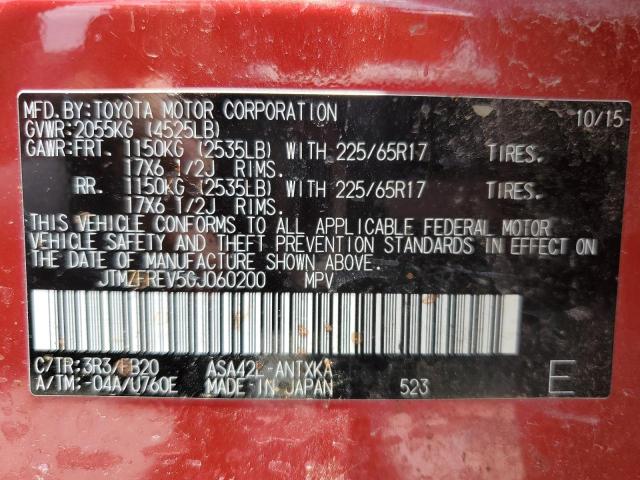 MFD.BY:TOYOTA MOTOR CORPORATION 10/15
GVWR:2055KG (4525LB)
GAWR:FRT. 1150KG (2535LB) WITH 225/65R17 TIRES.
17X6 1/2J RIMS.
RR. 1150KG (2535LB) WITH 225/65R17 TIRES.
17X6 1/2J RIMS.
THIS VEHICLE CONFORMS TO ALL APPLICABLE FEDERAL MOTOR
VEHICLE SAFETY AND THEFT PREVENTION STANDARDS IN EFFECT ON
THE DATE OF MANUFACTURE SHOWN ABOVE.
JTMZFREV5GJ060200 MPV
C/TR:3R3/FB20 ASA42L-ANTXKA
A/TM:-04A/U760E MADE IN JAPAN 523 E